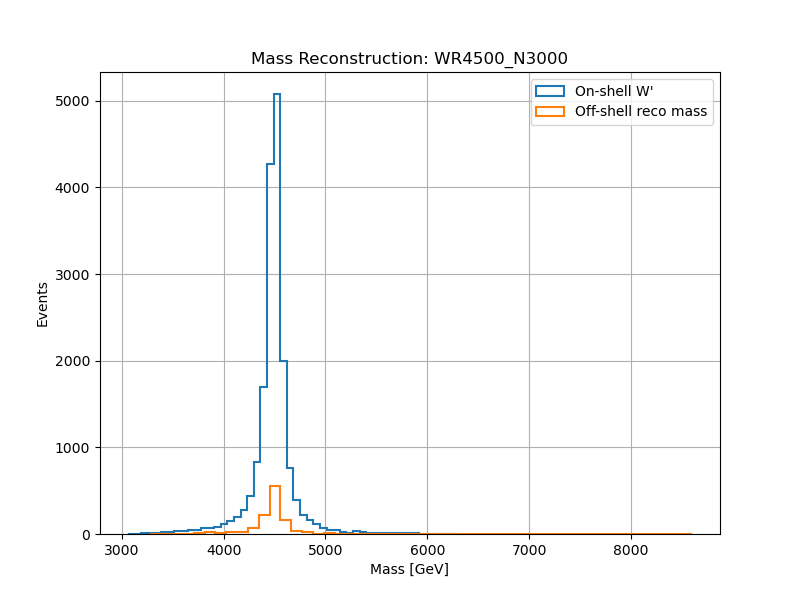 Mass Reconstruction: WR4500_N3000
On-shell W'
Off-shell reco mass
5000
4000
3000
2000
1000
0
Events
3000 4000 5000 6000 7000 8000
Mass [GeV]